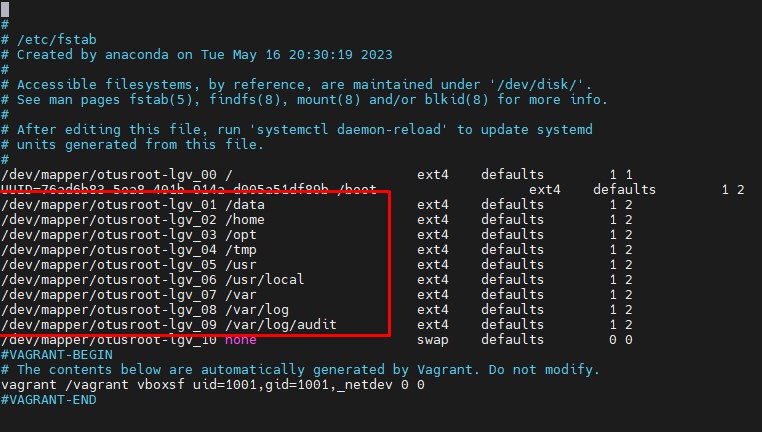 #
# /etc/fstab
# Created by anaconda on Tue May 16 20:30:19 2023
#
# Accessible filesystems, by reference, are maintained under '/dev/disk/'.
# See man pages fstab(5), findfs(8), mount(8) and/or blkid(8) for more info.
#
# After editing this file, run 'systemctl daemon-reload' to update systemd
# units generated from this file.
#
/dev/mapper/otusroot-lgv_00 / ext4 defaults 1 1
UUID=76ad6b83-5ea8-401b-914a-d005a51df89b /boot ext4 defaults 1 2
/dev/mapper/otusroot-lgv_01 /data ext4 defaults 1 2
/dev/mapper/otusroot-lgv_02 /home ext4 defaults 1 2
/dev/mapper/otusroot-lgv_03 /opt ext4 defaults 1 2
/dev/mapper/otusroot-lgv_04 /tmp ext4 defaults 1 2
/dev/mapper/otusroot-lgv_05 /usr ext4 defaults 1 2
/dev/mapper/otusroot-lgv_06 /usr/local ext4 defaults 1 2
/dev/mapper/otusroot-lgv_07 /var ext4 defaults 1 2
/dev/mapper/otusroot-lgv_08 /var/log ext4 defaults 1 2
/dev/mapper/otusroot-lgv_09 /var/log/audit ext4 defaults 1 2
/dev/mapper/otusroot-lgv_10 none swap defaults 0 0
#VAGRANT-BEGIN
# The contents below are automatically generated by Vagrant. Do not modify.
vagrant /vagrant vboxsf uid=1001,gid=1001,_netdev 0 0
#VAGRANT-END